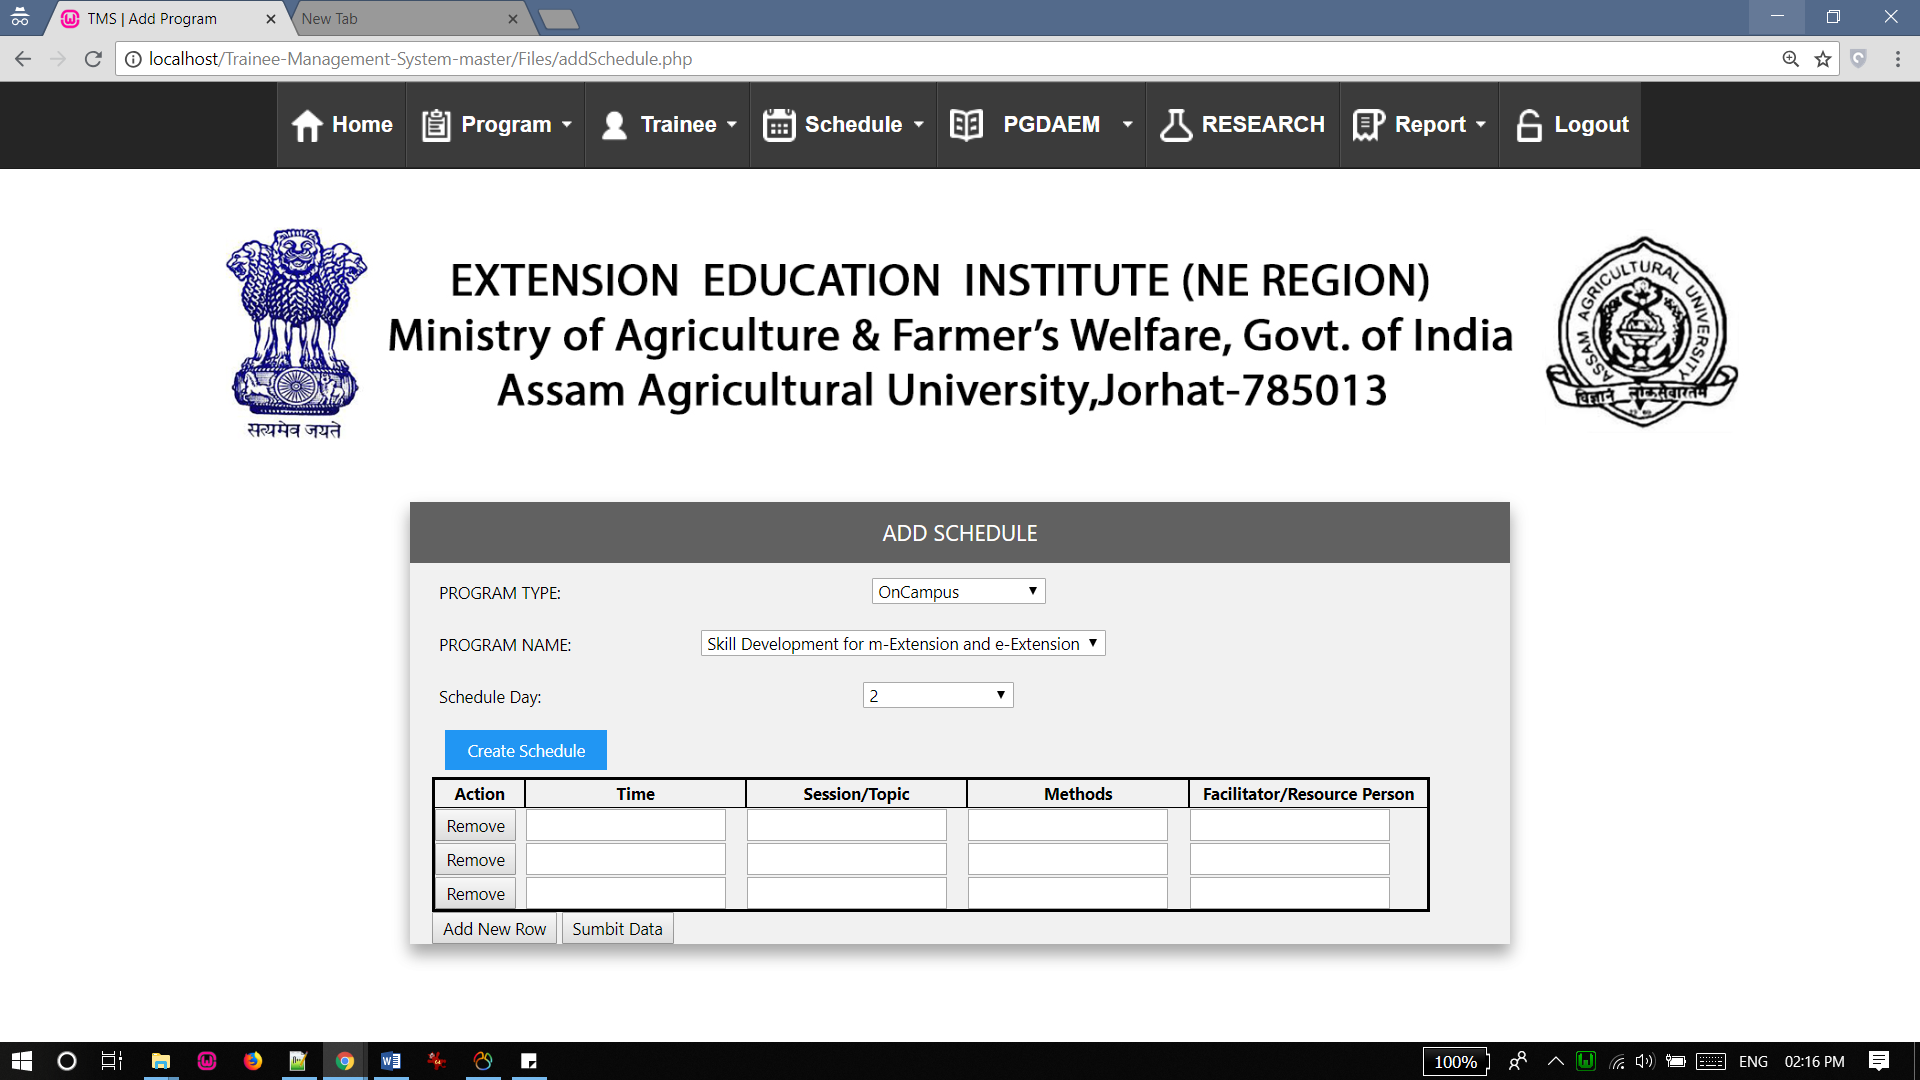 TMS | Add Program
New Tab
localhost/Trainee-Management-System-master/Files/addSchedule.php
Home
Program
Trainee
Schedule
PGDAEM
RESEARCH
Report
Logout
सत्यमेव जयते
EXTENSION EDUCATION INSTITUTE (NE REGION)
Ministry of Agriculture & Farmer's Welfare, Govt. of India
Assam Agricultural University,Jorhat-785013
ASSAM AGRICULTURAL UNIVERSITY
ADD SCHEDULE
PROGRAM TYPE:
OnCampus
PROGRAM NAME:
Skill Development for m-Extension and e-Extension
Schedule Day:
2
Create Schedule
Action Time Session/Topic Methods Facilitator/Resource Person
Remove
Remove
Remove
Add New Row
Sumbit Data
100%
ENG
02:16 PM